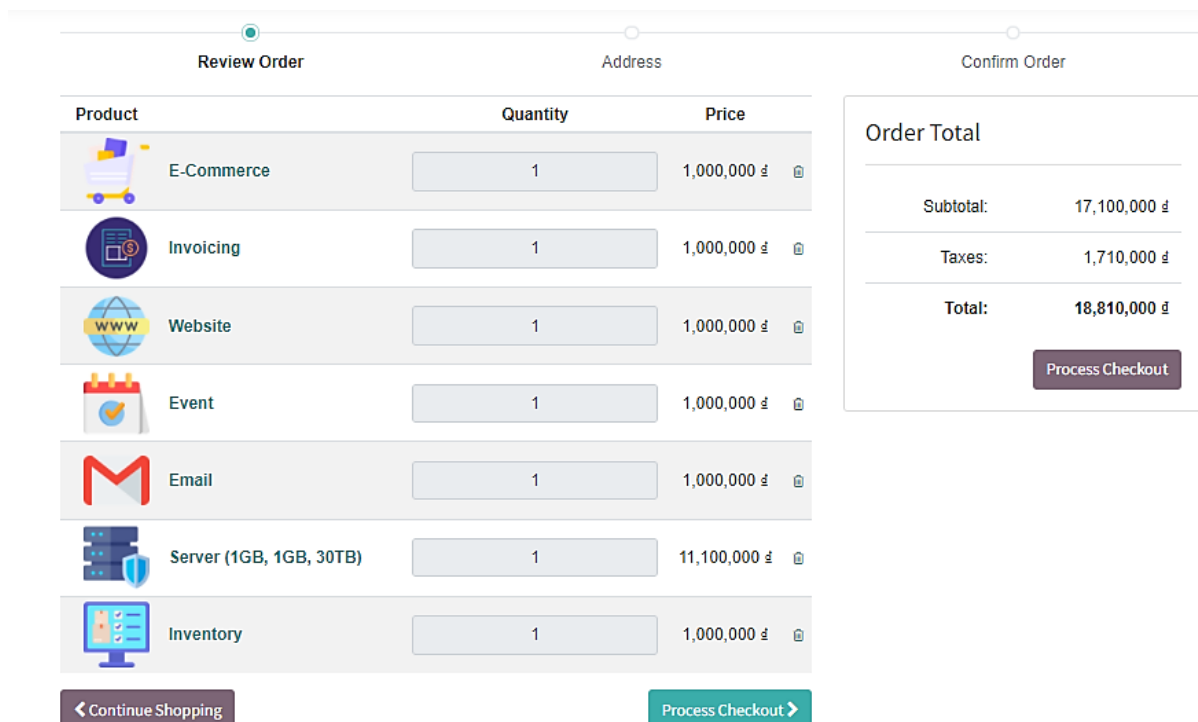 Review Order Address Confirm Order
Product Quantity Price
E-Commerce 1 1,000,000 ₫
Invoicing 1 1,000,000 ₫
WWW
Website 1 1,000,000 ₫
Event 1 1,000,000 ₫
Email 1 1,000,000 ₫
Server (1GB, 1GB, 30TB) 1 11,100,000 ₫
Inventory 1 1,000,000 ₫
Continue Shopping Process Checkout
Order Total
Subtotal: 17,100,000 ₫
Taxes: 1,710,000 ₫
Total: 18,810,000 ₫
Process Checkout